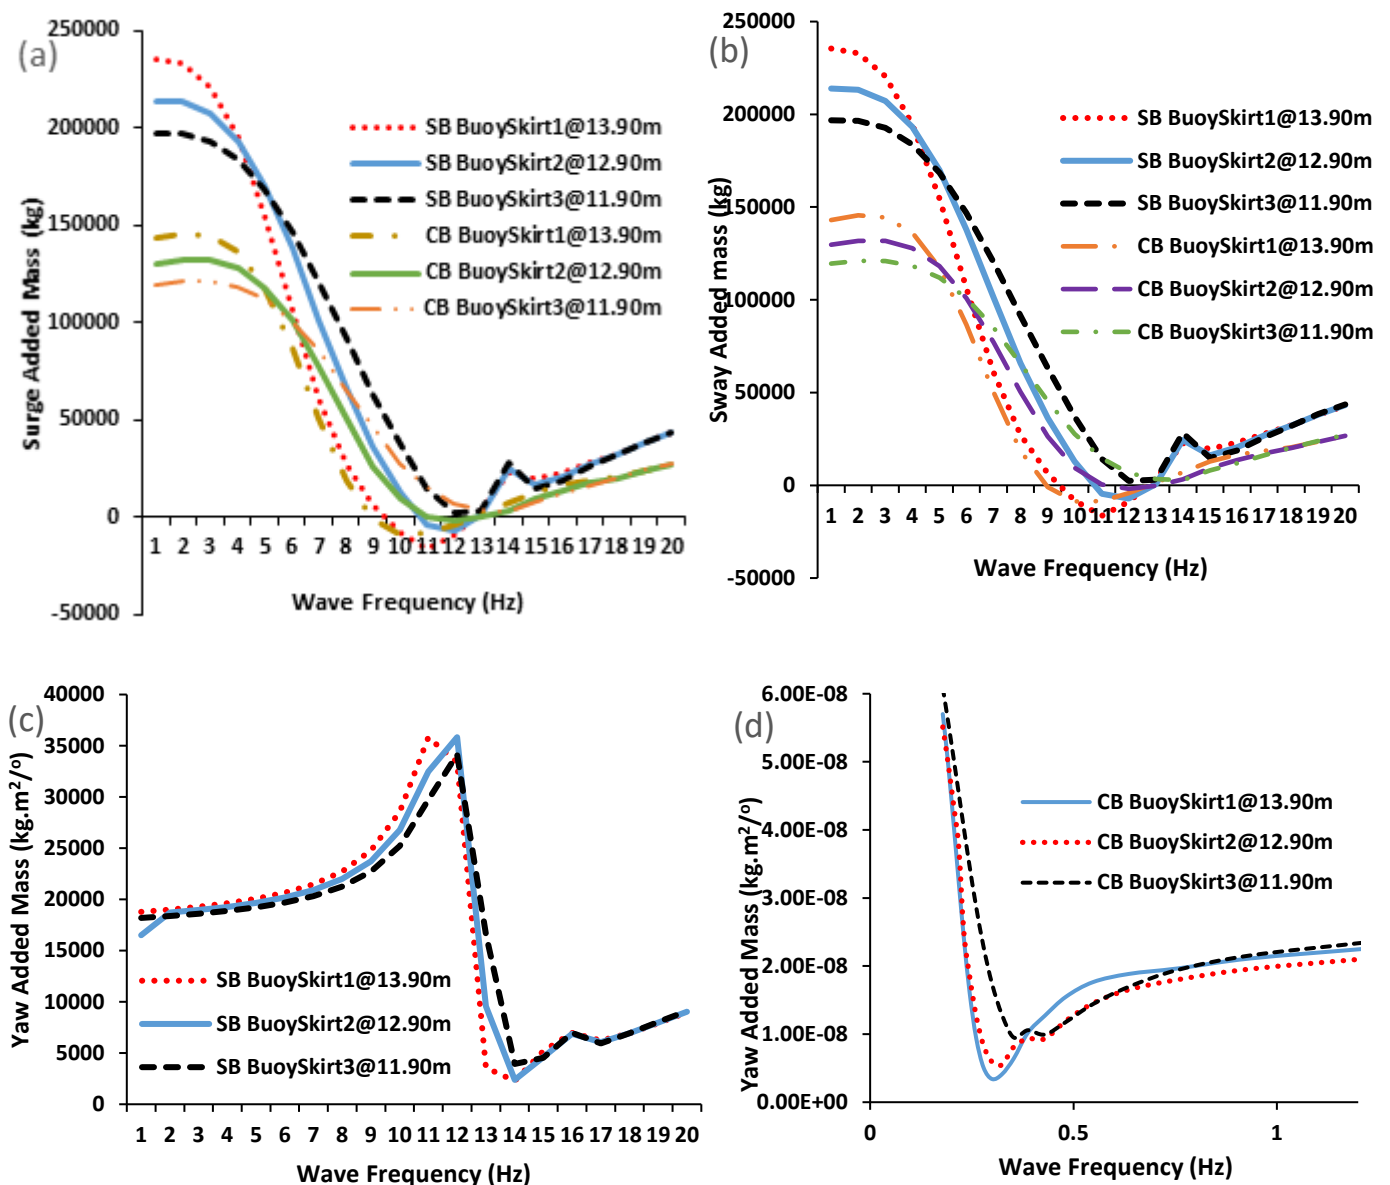 (a)
250000
200000
150000
100000
50000
0
-50000
Surge Added Mass (kg)
SB BuoySkirt1@13.90m
SB BuoySkirt2@12.90m
SB BuoySkirt3@11.90m
CB BuoySkirt1@13.90m
CB BuoySkirt2@12.90m
CB BuoySkirt3@11.90m
1 2 3 4 5 6 7 8 9 10 11 12 13 14 15 16 17 18 19 20
Wave Frequency (Hz)
(b)
250000
200000
150000
100000
50000
0
-50000
Sway Added mass (kg)
SB BuoySkirt1@13.90m
SB BuoySkirt2@12.90m
SB BuoySkirt3@11.90m
CB BuoySkirt1@13.90m
CB BuoySkirt2@12.90m
CB BuoySkirt3@11.90m
1 2 3 4 5 6 7 8 9 10 11 12 13 14 15 16 17 18 19 20
Wave Frequency (Hz)
(c)
40000
35000
30000
25000
20000
15000
10000
5000
0
Yaw Added Mass (kg.m²/º)
SB BuoySkirt1@13.90m
SB BuoySkirt2@12.90m
SB BuoySkirt3@11.90m
1 2 3 4 5 6 7 8 9 10 11 12 13 14 15 16 17 18 19 20
Wave Frequency (Hz)
(d)
6.00E-08
5.00E-08
4.00E-08
3.00E-08
2.00E-08
1.00E-08
0.00E+00
Yaw Added Mass (kg.m²/º)
CB BuoySkirt1@13.90m
CB BuoySkirt2@12.90m
CB BuoySkirt3@11.90m
0 0.5 1
Wave Frequency (Hz)